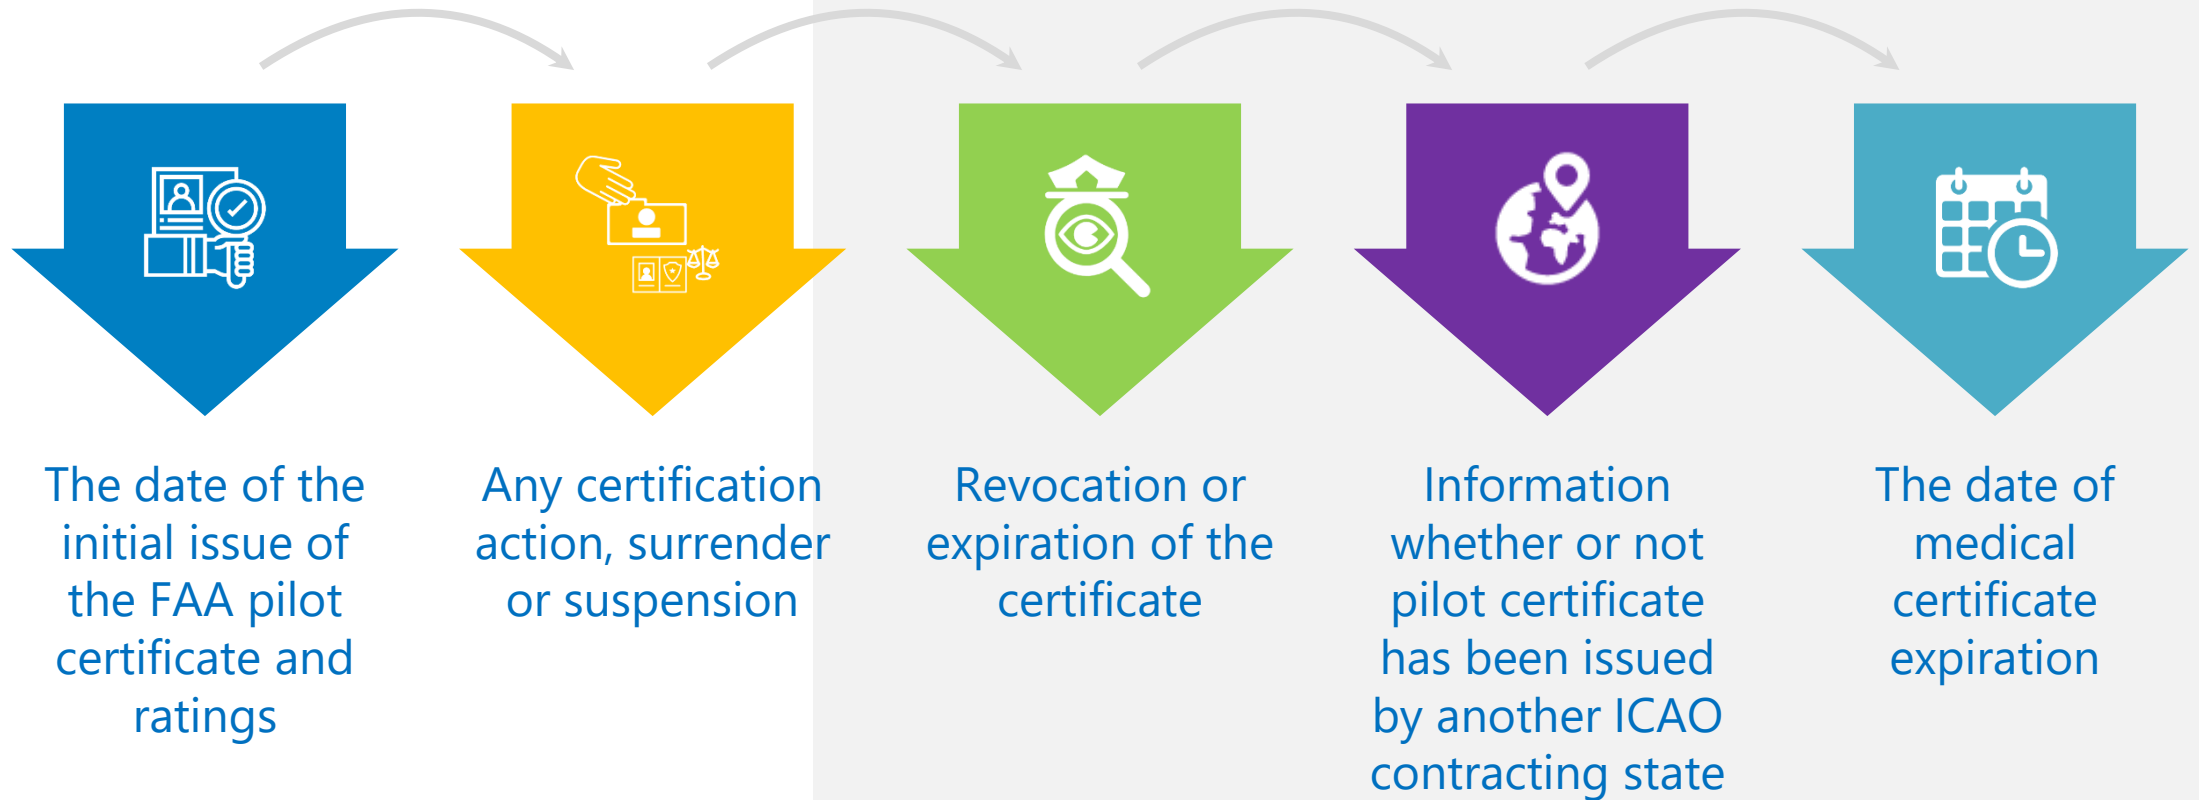 The date of the
initial issue of
the FAA pilot
certificate and
ratings
Any certification
action, surrender
or suspension
Revocation or
expiration of the
certificate
Information
whether or not
pilot certificate
has been issued
by another ICAO
contracting state
The date of
medical
certificate
expiration